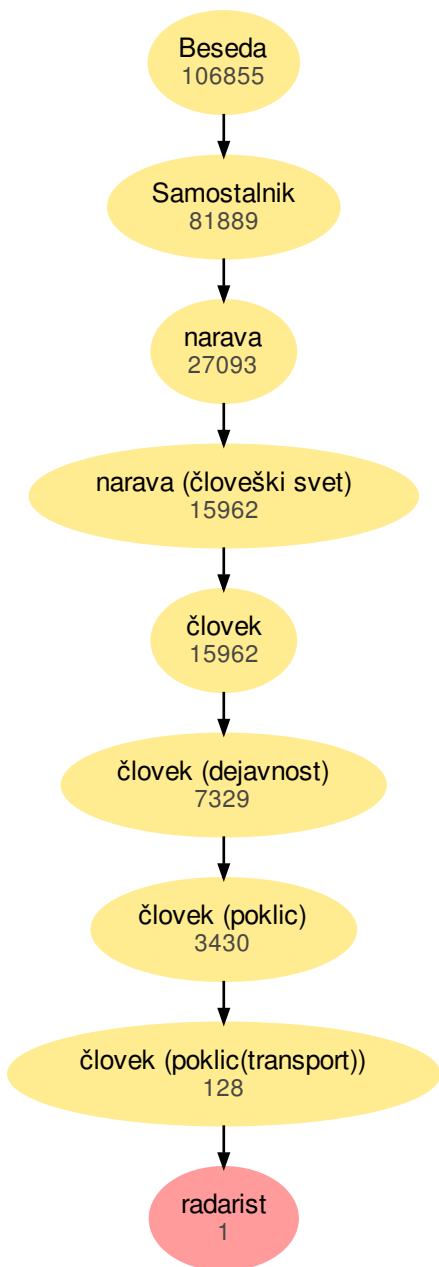 Beseda
106855
Samostalnik
81889
narava
27093
narava (človeški svet)
15962
človek
15962
človek (dejavnost)
7329
človek (poklic)
3430
človek (poklic(transport))
128
radarist
1